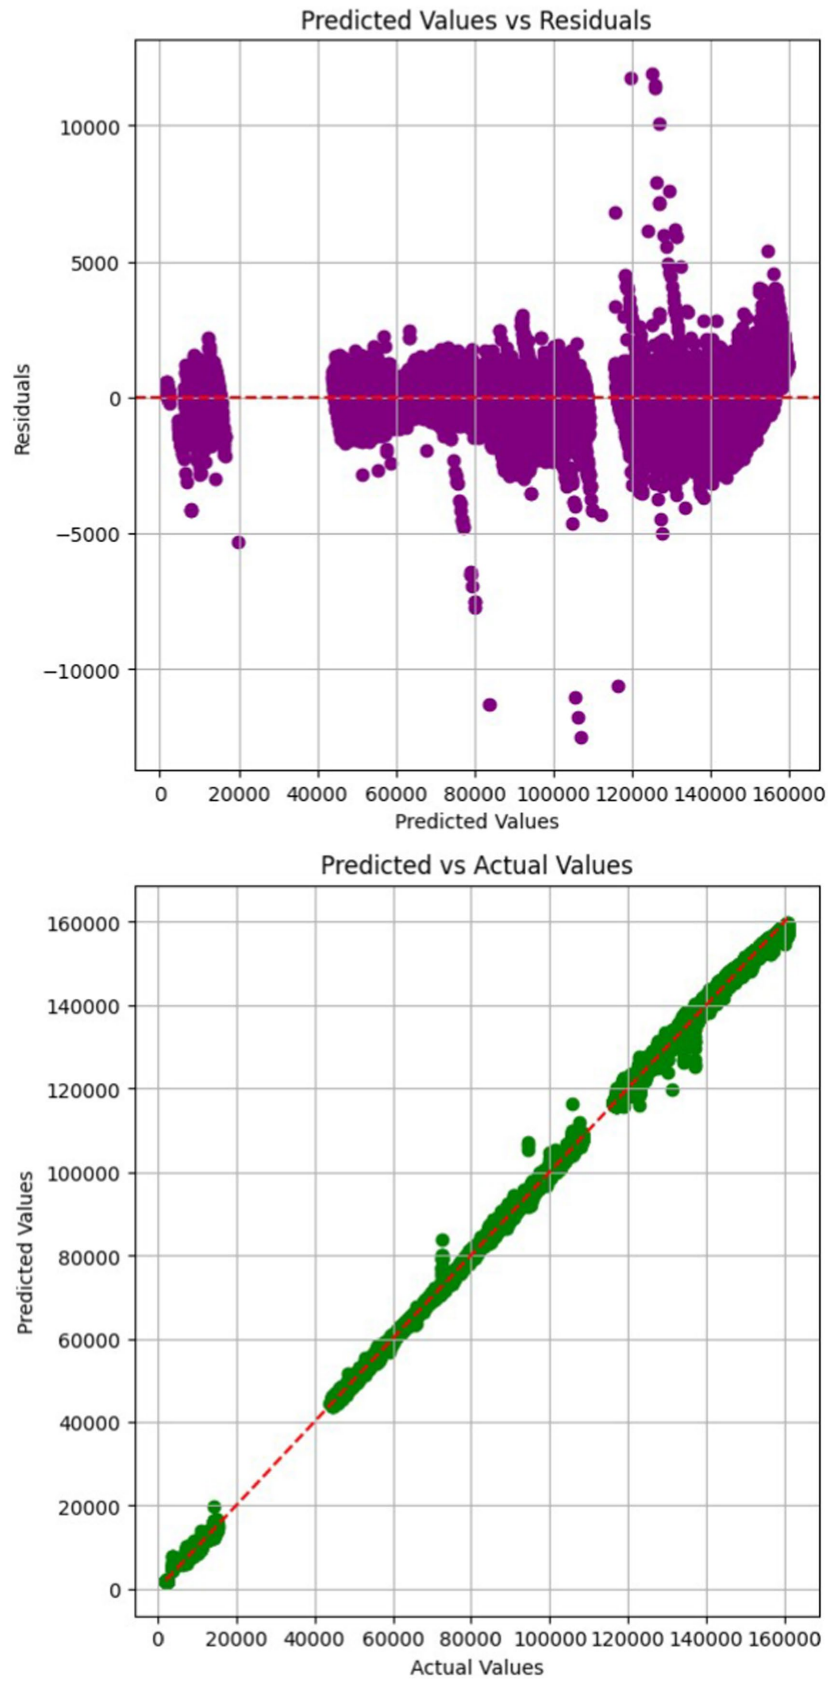 Predicted Values vs Residuals
Residuals
10000
5000
0
−5000
−10000
0 20000 40000 60000 80000 100000 120000 140000 160000
Predicted Values
Predicted vs Actual Values
Predicted Values
160000
140000
120000
100000
80000
60000
40000
20000
0
0 20000 40000 60000 80000 100000 120000 140000 160000
Actual Values